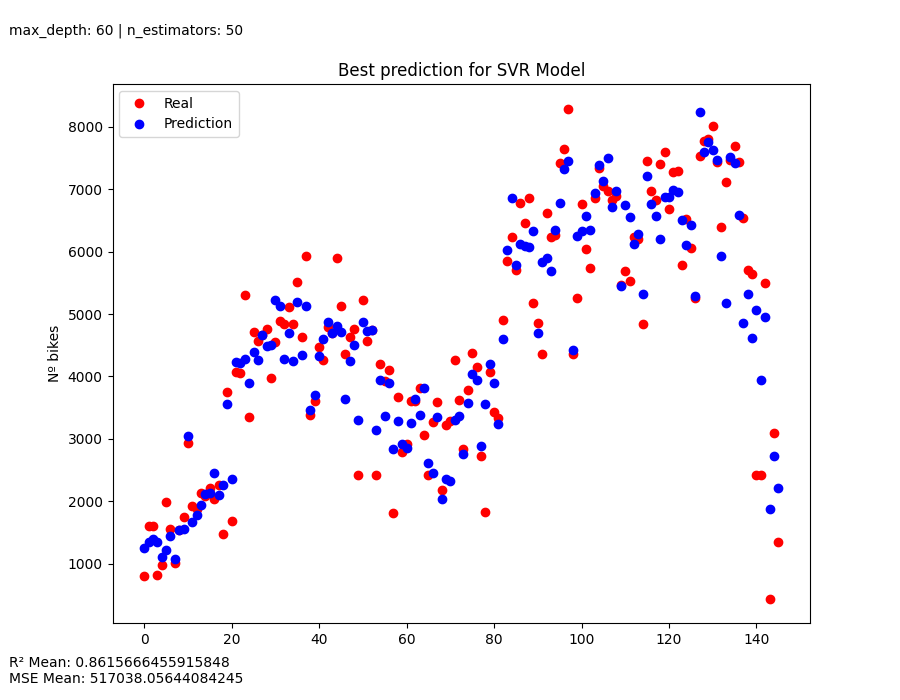 max_depth: 60 | n_estimators: 50
Best prediction for SVR Model
Real
Prediction
Nº bikes
8000
7000
6000
5000
4000
3000
2000
1000
0 20 40 60 80 100 120 140
R² Mean: 0.8615666455915848
MSE Mean: 517038.05644084245